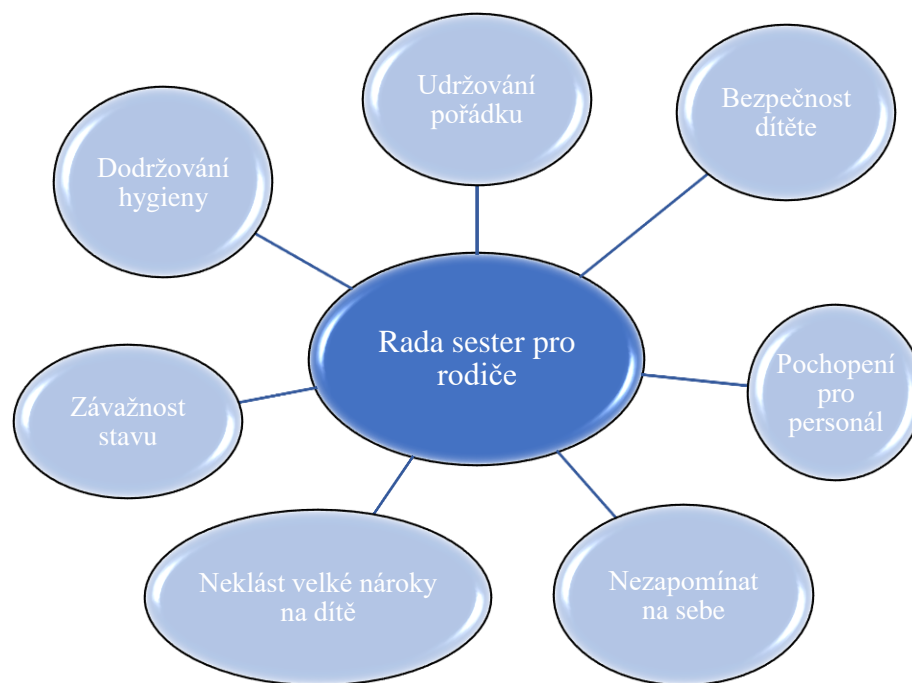 Udržování
pořádku
Bezpečnost
dítěte
Dodržování
hygieny
Rada sester pro
rodiče
Pochopení
pro
personál
Závažnost
stavu
Neklást velké nároky
na dítě
Nezapomínat
na sebe